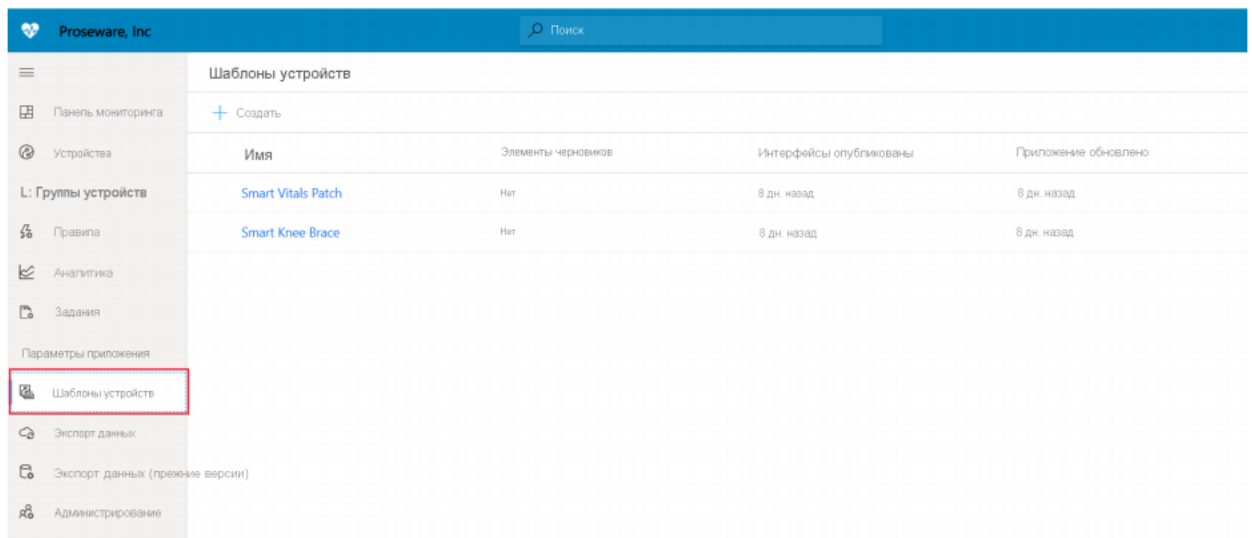 Proseware, Inc
Поиск
Шаблоны устройств
Панель мониторинга
Создать
Устройства
Имя
Элементы черновиков
Интерфейсы опубликованы
Приложение обновлено
L: Группы устройств
Smart Vitals Patch
Нет
8 дн. назад
8 дн. назад
Правила
Smart Knee Brace
Нет
8 дн. назад
8 дн. назад
Аналитика
Задания
Параметры приложения
Шаблоны устройств
Экспорт данных
Экспорт данных (прежние версии)
Администрирование